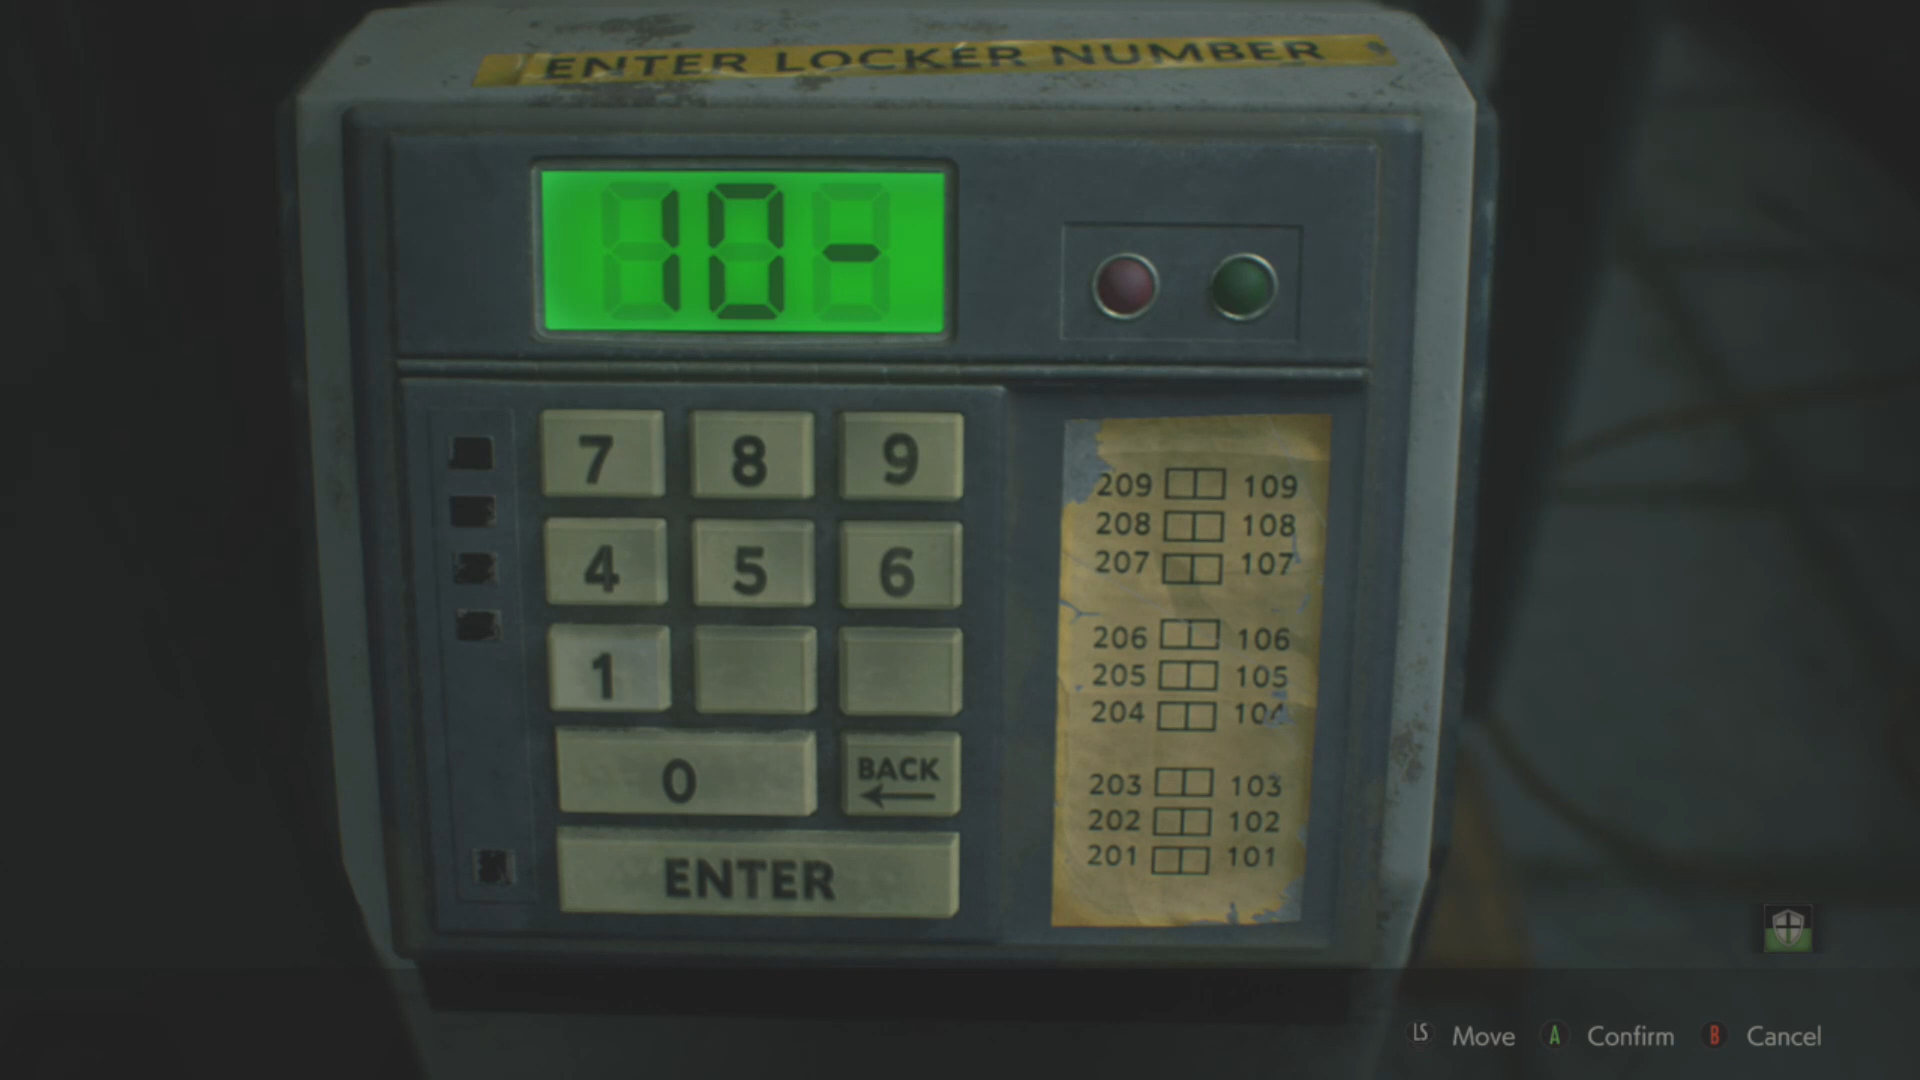 ENTER LOCKER NUMBER
10-
7 8 9
4 5 6
1
0 BACK
ENTER
209 109
208 108
207 107
206 106
205 105
204 104
203 103
202 102
201 101
LS Move A Confirm B Cancel